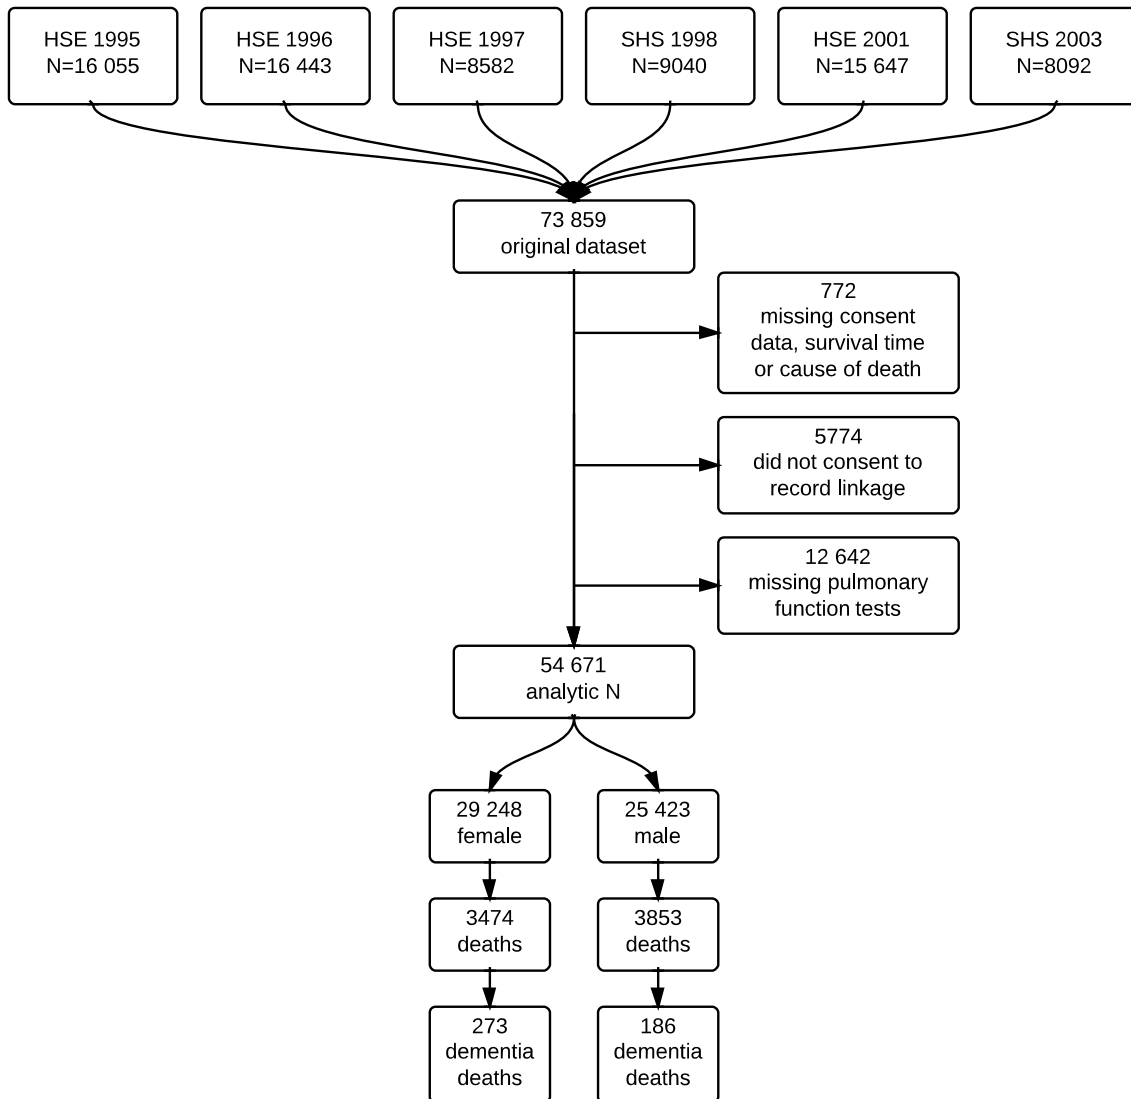 HSE 1995
N=16 055
HSE 1996
N=16 443
HSE 1997
N=8582
SHS 1998
N=9040
HSE 2001
N=15 647
SHS 2003
N=8092
73 859
original dataset
772
missing consent
data, survival time
or cause of death
5774
did not consent to
record linkage
12 642
missing pulmonary
function tests
54 671
analytic N
29 248
female
25 423
male
3474
deaths
3853
deaths
273
dementia
deaths
186
dementia
deaths